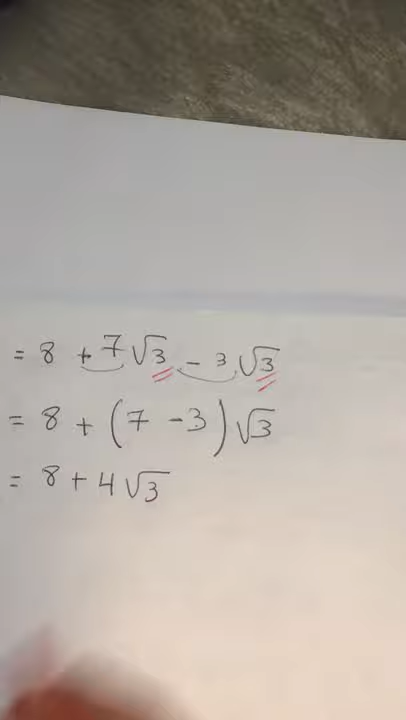 = 8 + 7√3 - 3√3
= 8 + (7 - 3)√3
= 8 + 4√3